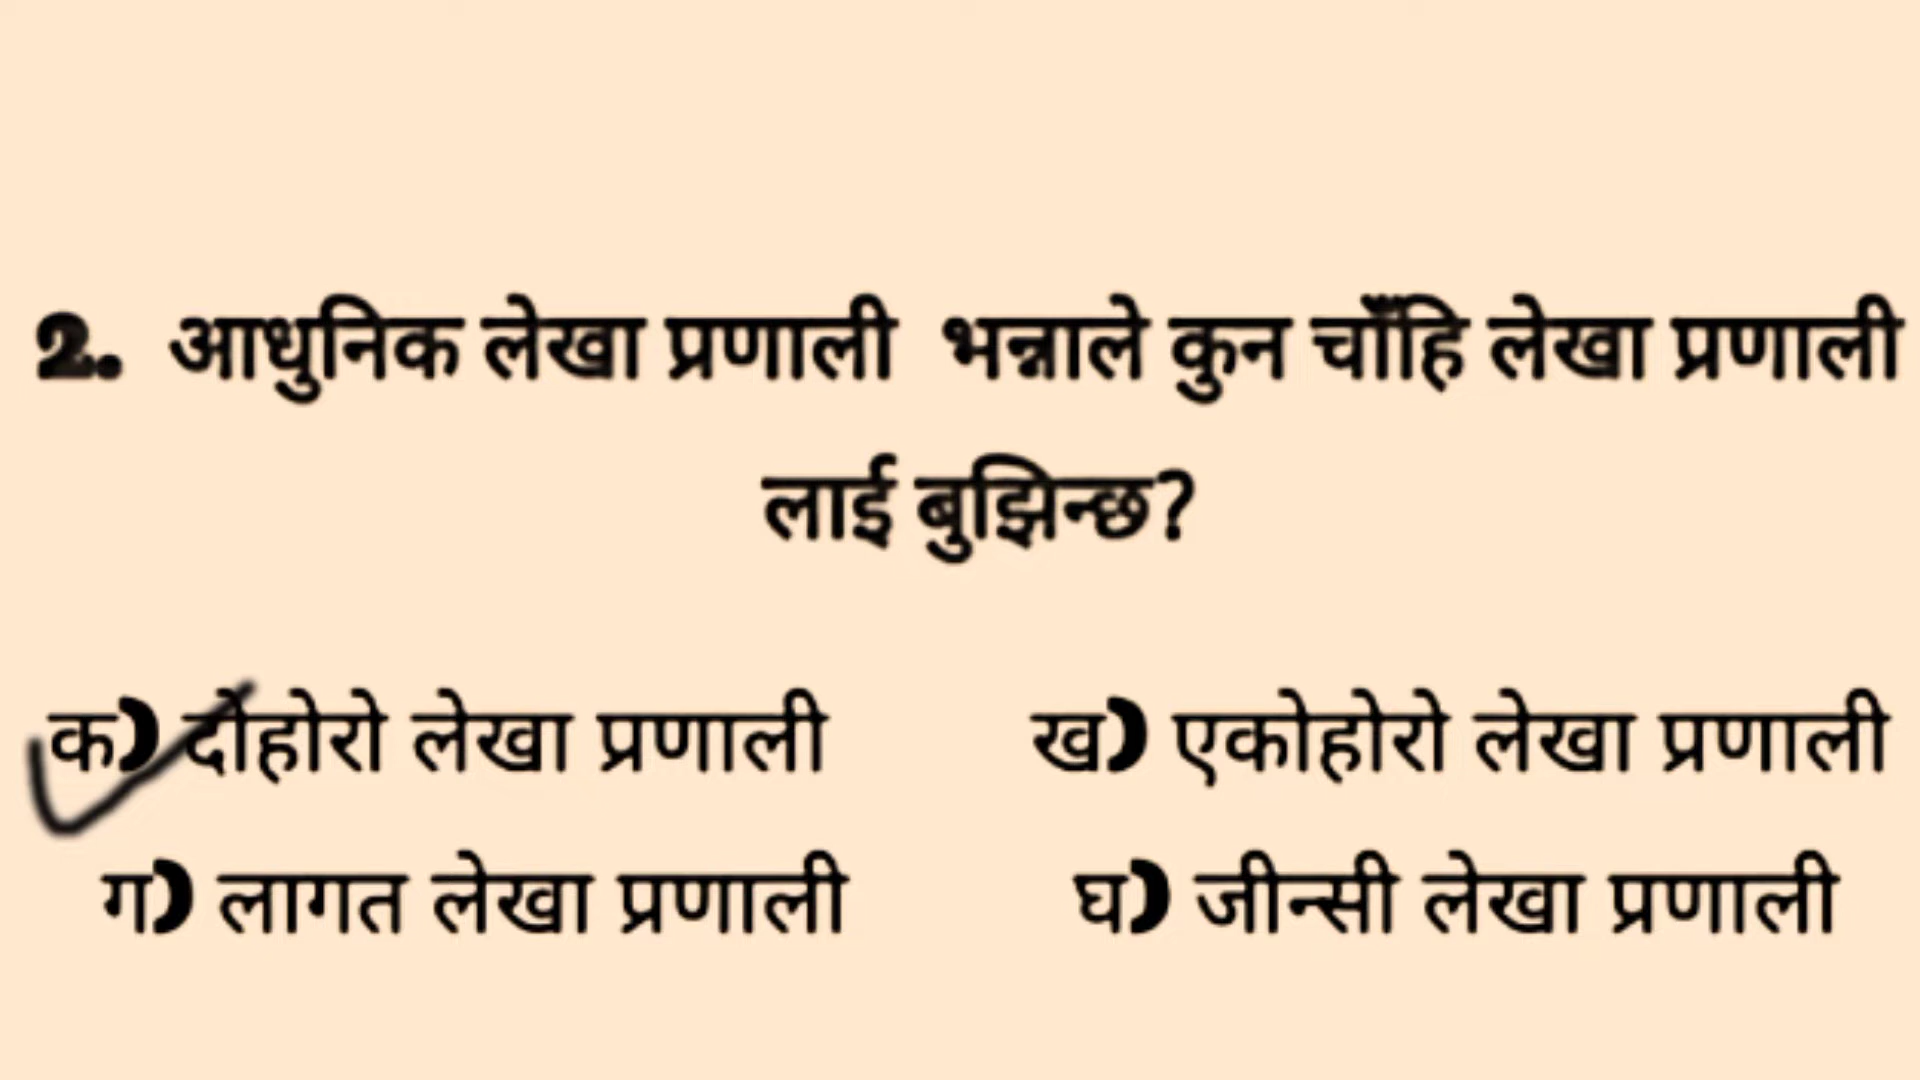 2. आधुनिक लेखा प्रणाली भन्नाले कुन चाँहि लेखा प्रणाली
लाई बुझिन्छ?
क) दोहोरो लेखा प्रणाली ख) एकोहोरो लेखा प्रणाली
ग) लागत लेखा प्रणाली घ) जीन्सी लेखा प्रणाली